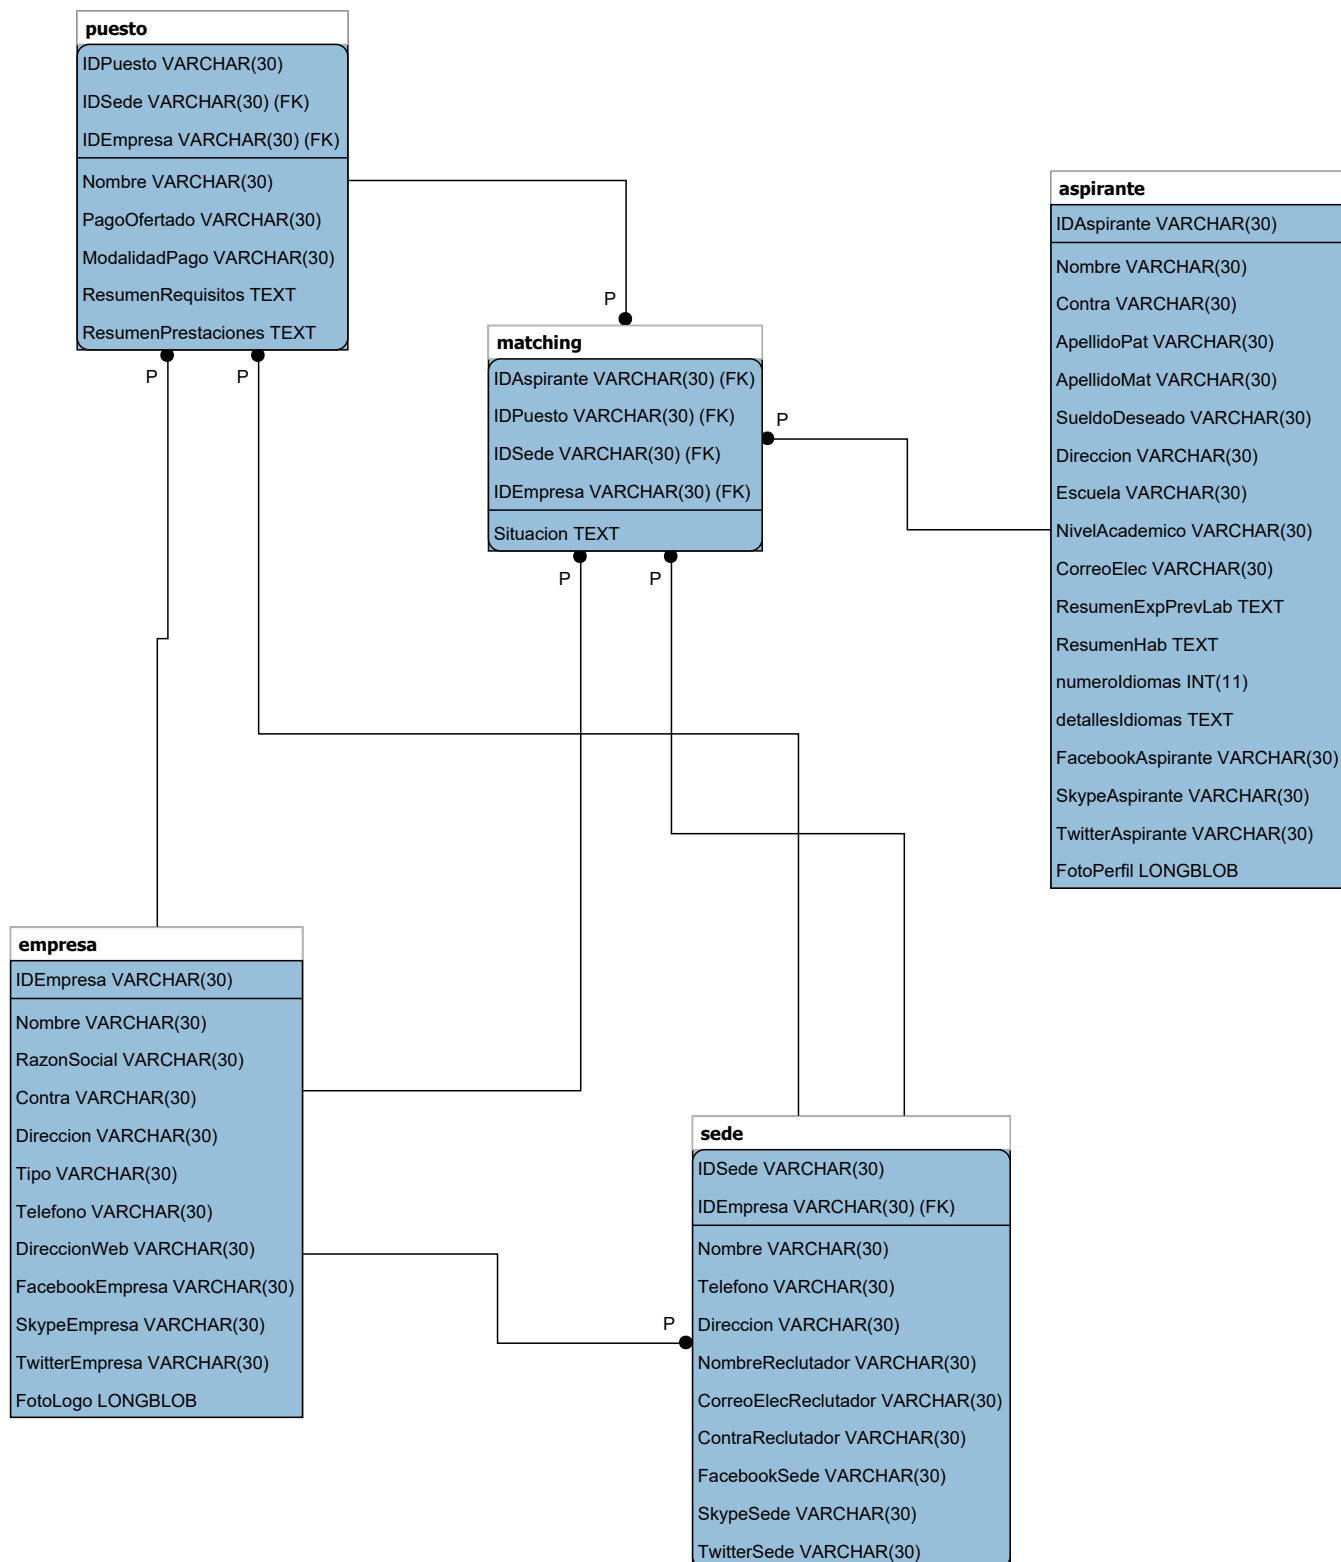 puesto
IDPuesto VARCHAR(30)
IDSede VARCHAR(30) (FK)
IDEmpresa VARCHAR(30) (FK)
Nombre VARCHAR(30)
PagoOfertado VARCHAR(30)
ModalidadPago VARCHAR(30)
ResumenRequisitos TEXT
ResumenPrestaciones TEXT
P
P
P
matching
IDAspirante VARCHAR(30) (FK)
IDPuesto VARCHAR(30) (FK)
IDSede VARCHAR(30) (FK)
IDEmpresa VARCHAR(30) (FK)
Situacion TEXT
P
P
P
aspirante
IDAspirante VARCHAR(30)
Nombre VARCHAR(30)
Contra VARCHAR(30)
ApellidoPat VARCHAR(30)
ApellidoMat VARCHAR(30)
SueldoDeseado VARCHAR(30)
Direccion VARCHAR(30)
Escuela VARCHAR(30)
NivelAcademico VARCHAR(30)
CorreoElec VARCHAR(30)
ResumenExpPrevLab TEXT
ResumenHab TEXT
numeroIdiomas INT(11)
detallesIdiomas TEXT
FacebookAspirante VARCHAR(30)
SkypeAspirante VARCHAR(30)
TwitterAspirante VARCHAR(30)
FotoPerfil LONGBLOB
empresa
IDEmpresa VARCHAR(30)
Nombre VARCHAR(30)
RazonSocial VARCHAR(30)
Contra VARCHAR(30)
Direccion VARCHAR(30)
Tipo VARCHAR(30)
Telefono VARCHAR(30)
DireccionWeb VARCHAR(30)
FacebookEmpresa VARCHAR(30)
SkypeEmpresa VARCHAR(30)
TwitterEmpresa VARCHAR(30)
FotoLogo LONGBLOB
P
sede
IDSede VARCHAR(30)
IDEmpresa VARCHAR(30) (FK)
Nombre VARCHAR(30)
Telefono VARCHAR(30)
Direccion VARCHAR(30)
NombreReclutador VARCHAR(30)
CorreoElecReclutador VARCHAR(30)
ContraReclutador VARCHAR(30)
FacebookSede VARCHAR(30)
SkypeSede VARCHAR(30)
TwitterSede VARCHAR(30)